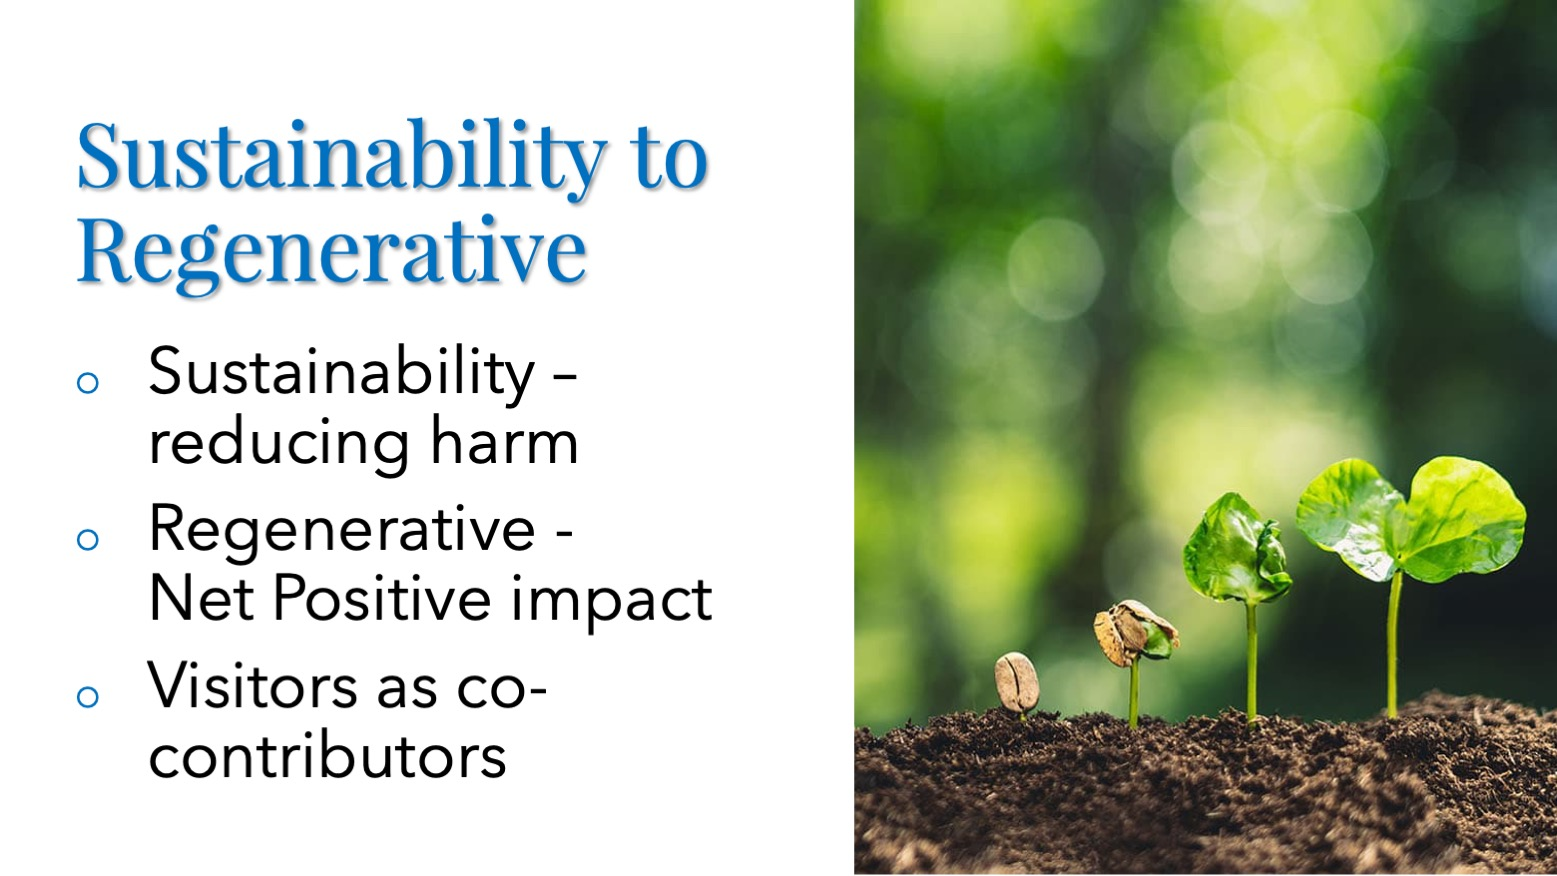 Sustainability to
Regenerative
Sustainability –
reducing harm
Regenerative -
Net Positive impact
Visitors as co-
contributors